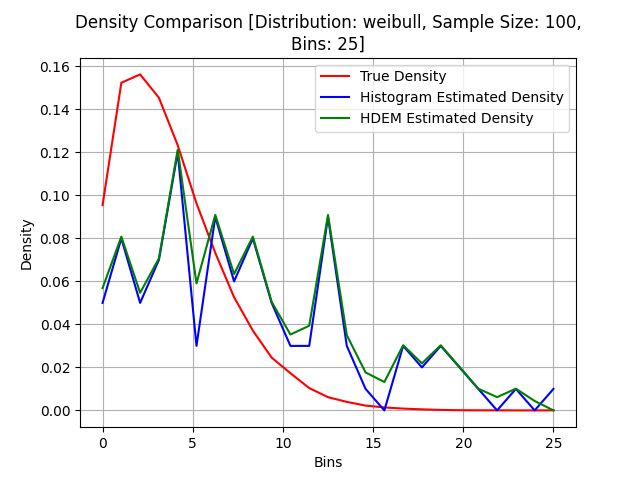 Density Comparison [Distribution: weibull, Sample Size: 100,
Bins: 25]
True Density
Histogram Estimated Density
HDEM Estimated Density
Density
0.16
0.14
0.12
0.10
0.08
0.06
0.04
0.02
0.00
0 5 10 15 20 25
Bins